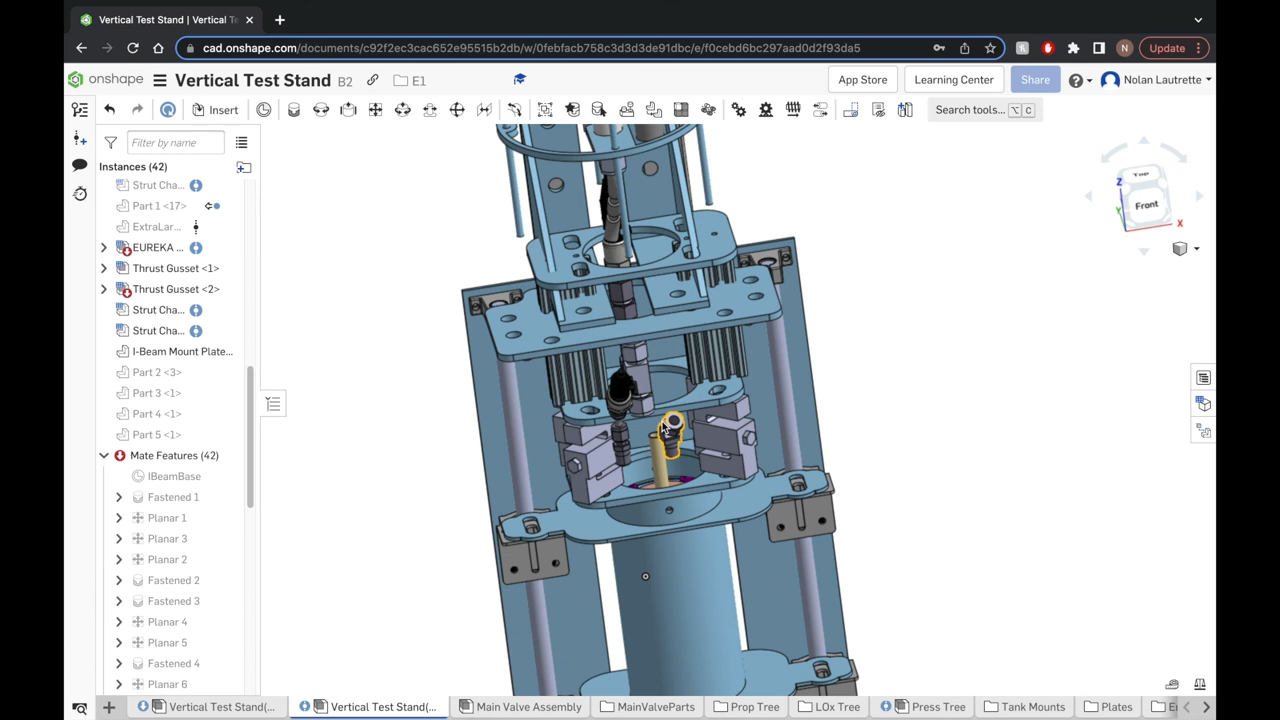 Vertical Test Stand | Vertical Te
cad.onshape.com/documents/c92f2ec3cac652e95515b2db/w/0febfacb758c3d3d3de91dbc/e/f0cebd6bc297aad0d2f93da5
N
Update
onshape
Vertical Test Stand
B2
E1
App Store
Learning Center
Share
Nolan Lautrette
Insert
Search tools... ⌥ C
Filter by name
Instances (42)
Strut Cha...
Part 1 <17>
ExtraLar...
EUREKA ...
Thrust Gusset <1>
Thrust Gusset <2>
Strut Cha...
Strut Cha...
I-Beam Mount Plate...
Part 2 <3>
Part 3 <1>
Part 4 <1>
Part 5 <1>
Mate Features (42)
IBeamBase
Fastened 1
Planar 1
Planar 3
Planar 2
Fastened 2
Fastened 3
Planar 4
Planar 5
Fastened 4
Planar 6
Z
Top
Front
Y
X
Vertical Test Stand(...
Vertical Test Stand(...
Main Valve Assembly
MainValveParts
Prop Tree
LOx Tree
Press Tree
Tank Mounts
Plates